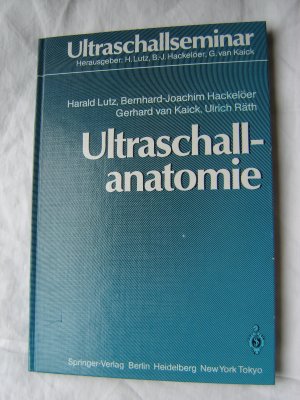 Ultraschallseminar
Herausgeber: H. Lutz, B.-J. Hackelöer, G. van Kaick
Harald Lutz, Bernhard-Joachim Hackelöer
Gerhard van Kaick, Ulrich Räth
Ultraschall-
anatomie
Springer-Verlag Berlin Heidelberg New York Tokyo